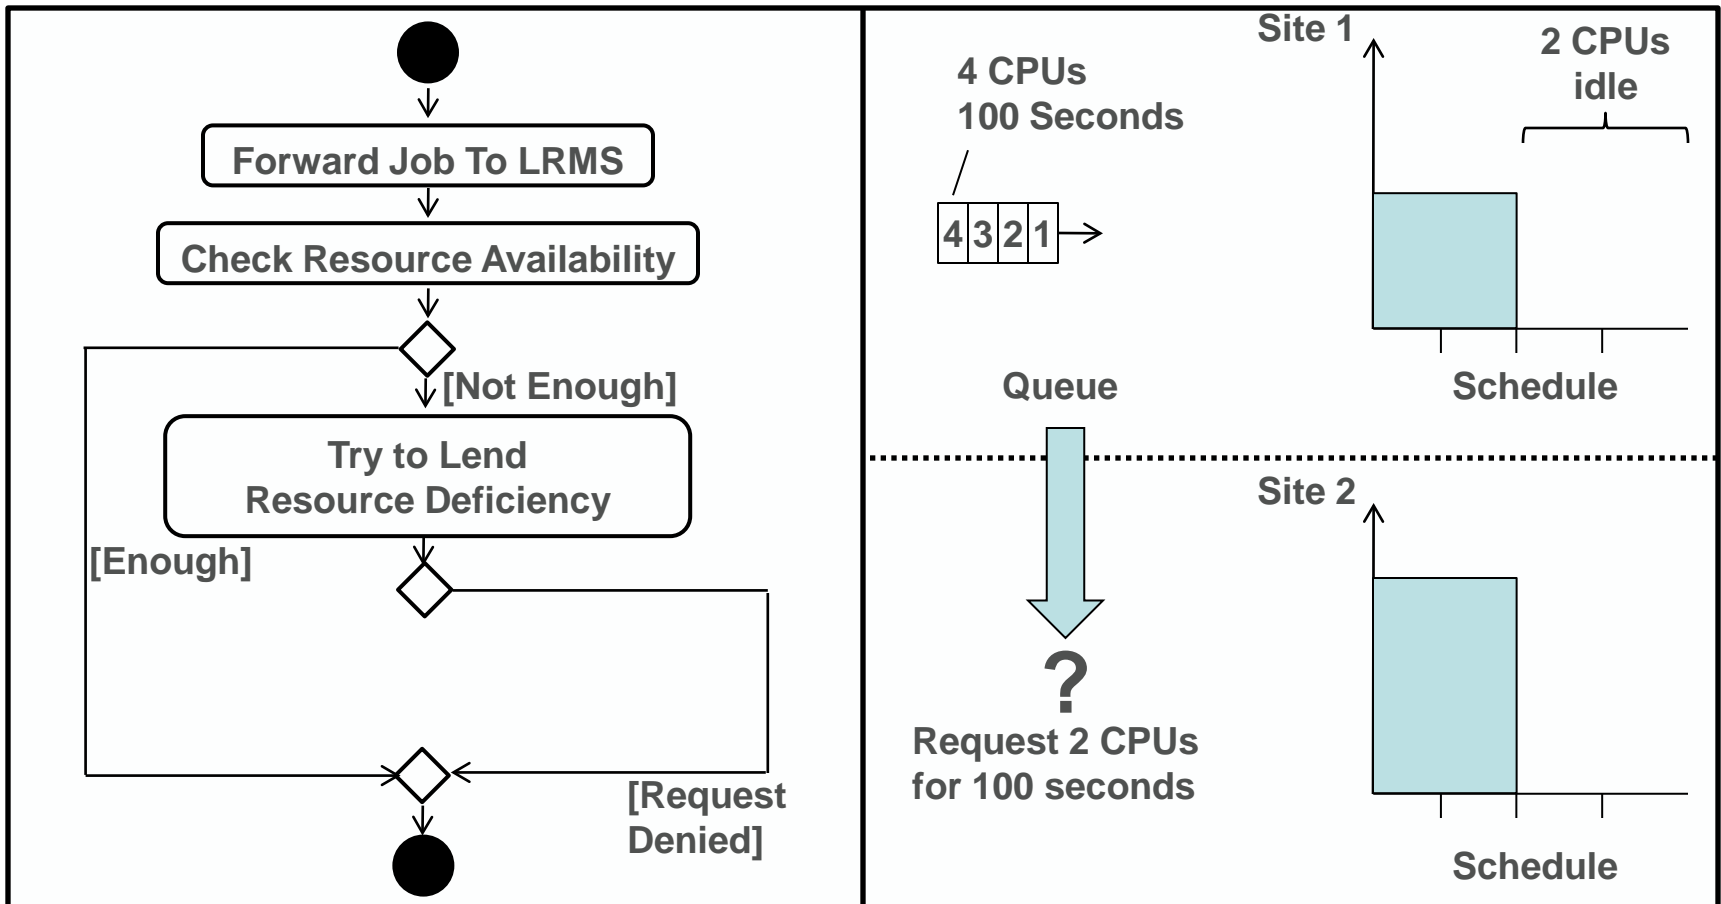 Forward Job To LRMS
Check Resource Availability
[Not Enough]
Try to Lend
Resource Deficiency
[Enough]
[Request
Denied]
4 CPUs
100 Seconds
4 3 2 1
Queue
Site 1
2 CPUs
idle
Schedule
?
Request 2 CPUs
for 100 seconds
Site 2
Schedule